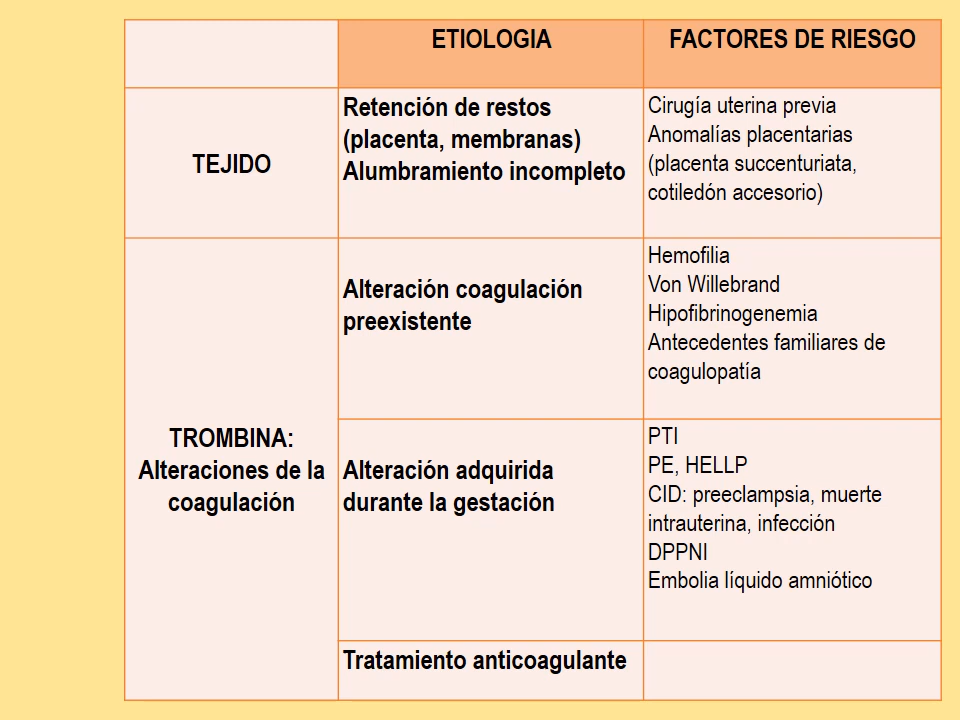 ETIOLOGIA
FACTORES DE RIESGO
TEJIDO
Retención de restos
(placenta, membranas)
Alumbramiento incompleto
Cirugía uterina previa
Anomalías placentarias
(placenta succenturiata,
cotiledón accesorio)
TROMBINA:
Alteraciones de la
coagulación
Alteración coagulación
preexistente
Hemofilia
Von Willebrand
Hipofibrinogenemia
Antecedentes familiares de
coagulopatía
Alteración adquirida
durante la gestación
PTI
PE, HELLP
CID: preeclampsia, muerte
intrauterina, infección
DPPNI
Embolia líquido amniótico
Tratamiento anticoagulante